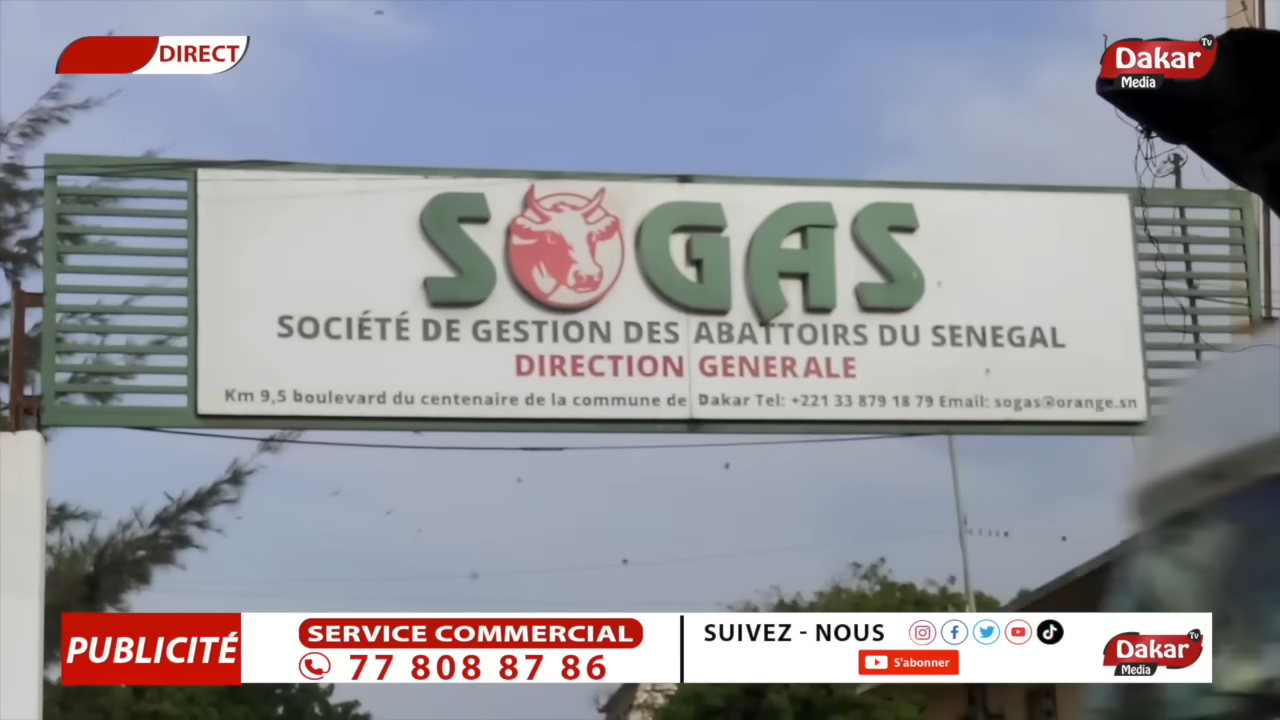 DIRECT
Dakar Tv
Media
SOGAS
SOCIÉTÉ DE GESTION DES ABATTOIRS DU SENEGAL
DIRECTION GENERALE
Km 9,5 boulevard du centenaire de la commune de Dakar Tel: +221 33 879 18 79 Email: sogas@orange.sn
PUBLICITÉ
SERVICE COMMERCIAL
77 808 87 86
SUIVEZ - NOUS
S'abonner
Dakar Tv
Media